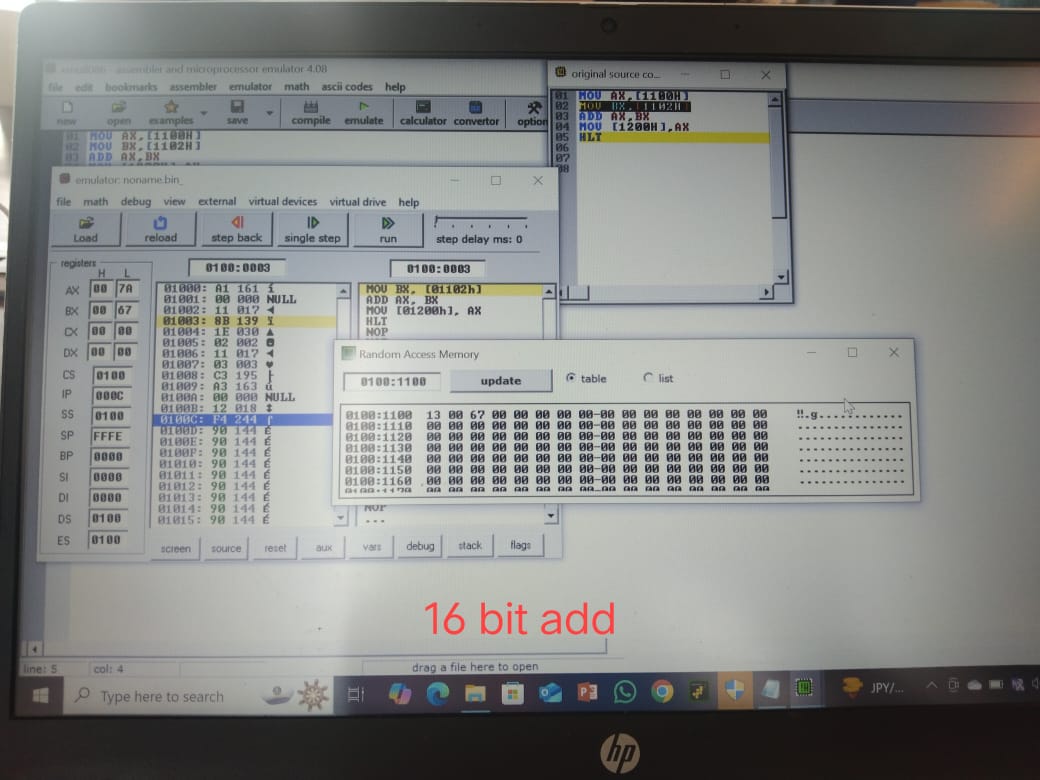 assembler and microprocessor emulator 4.08
file edit bookmarks assembler emulator math ascii codes help
new open examples save compile emulate calculator convertor option
01 MOV AX,[1100H]
02 MOV BX,[1102H]
03 ADD AX,BX
original source co...
01 MOV AX,[1100H]
02 MOV BX,[1102H]
03 ADD AX,BX
04 MOV [1200H],AX
05 HLT
06
07
08
emulator: noname.bin_
file math debug view external virtual devices virtual drive help
Load reload step back single step run step delay ms: 0
registers
H L
AX 00 7A
BX 00 67
CX 00 00
DX 00 00
CS 0100
IP 000C
SS 0100
SP FFFE
BP 0000
SI 0000
DI 0000
DS 0100
ES 0100
0100:0003
01000: A1 161 í
01001: 00 000 NULL
01002: 11 017 ◄
01003: 8B 139 ï
01004: 1E 030 ▲
01005: 02 002 ☻
01006: 11 017 ◄
01007: 03 003 ♥
01008: C3 195 ├
01009: A3 163 ú
0100A: 00 000 NULL
0100B: 12 018 ↕
0100C: F4 244 ⌠
0100D: 90 144 É
0100E: 90 144 É
0100F: 90 144 É
01010: 90 144 É
01011: 90 144 É
01012: 90 144 É
01013: 90 144 É
01014: 90 144 É
01015: 90 144 É
0100:0003
MOV BX, [01102h]
ADD AX, BX
MOV [01200h], AX
HLT
NOP
NOP
...
screen source reset aux vars debug stack flags
Random Access Memory
0100:1100 update table list
0100:1100 13 00 67 00 00 00 00 00-00 00 00 00 00 00 00 00 ‼.g.............
0100:1110 00 00 00 00 00 00 00 00-00 00 00 00 00 00 00 00 ................
0100:1120 00 00 00 00 00 00 00 00-00 00 00 00 00 00 00 00 ................
0100:1130 00 00 00 00 00 00 00 00-00 00 00 00 00 00 00 00 ................
0100:1140 00 00 00 00 00 00 00 00-00 00 00 00 00 00 00 00 ................
0100:1150 00 00 00 00 00 00 00 00-00 00 00 00 00 00 00 00 ................
0100:1160 00 00 00 00 00 00 00 00-00 00 00 00 00 00 00 00 ................
16 bit add
line: 5 col: 4 drag a file here to open
Type here to search
JPY/...
hp